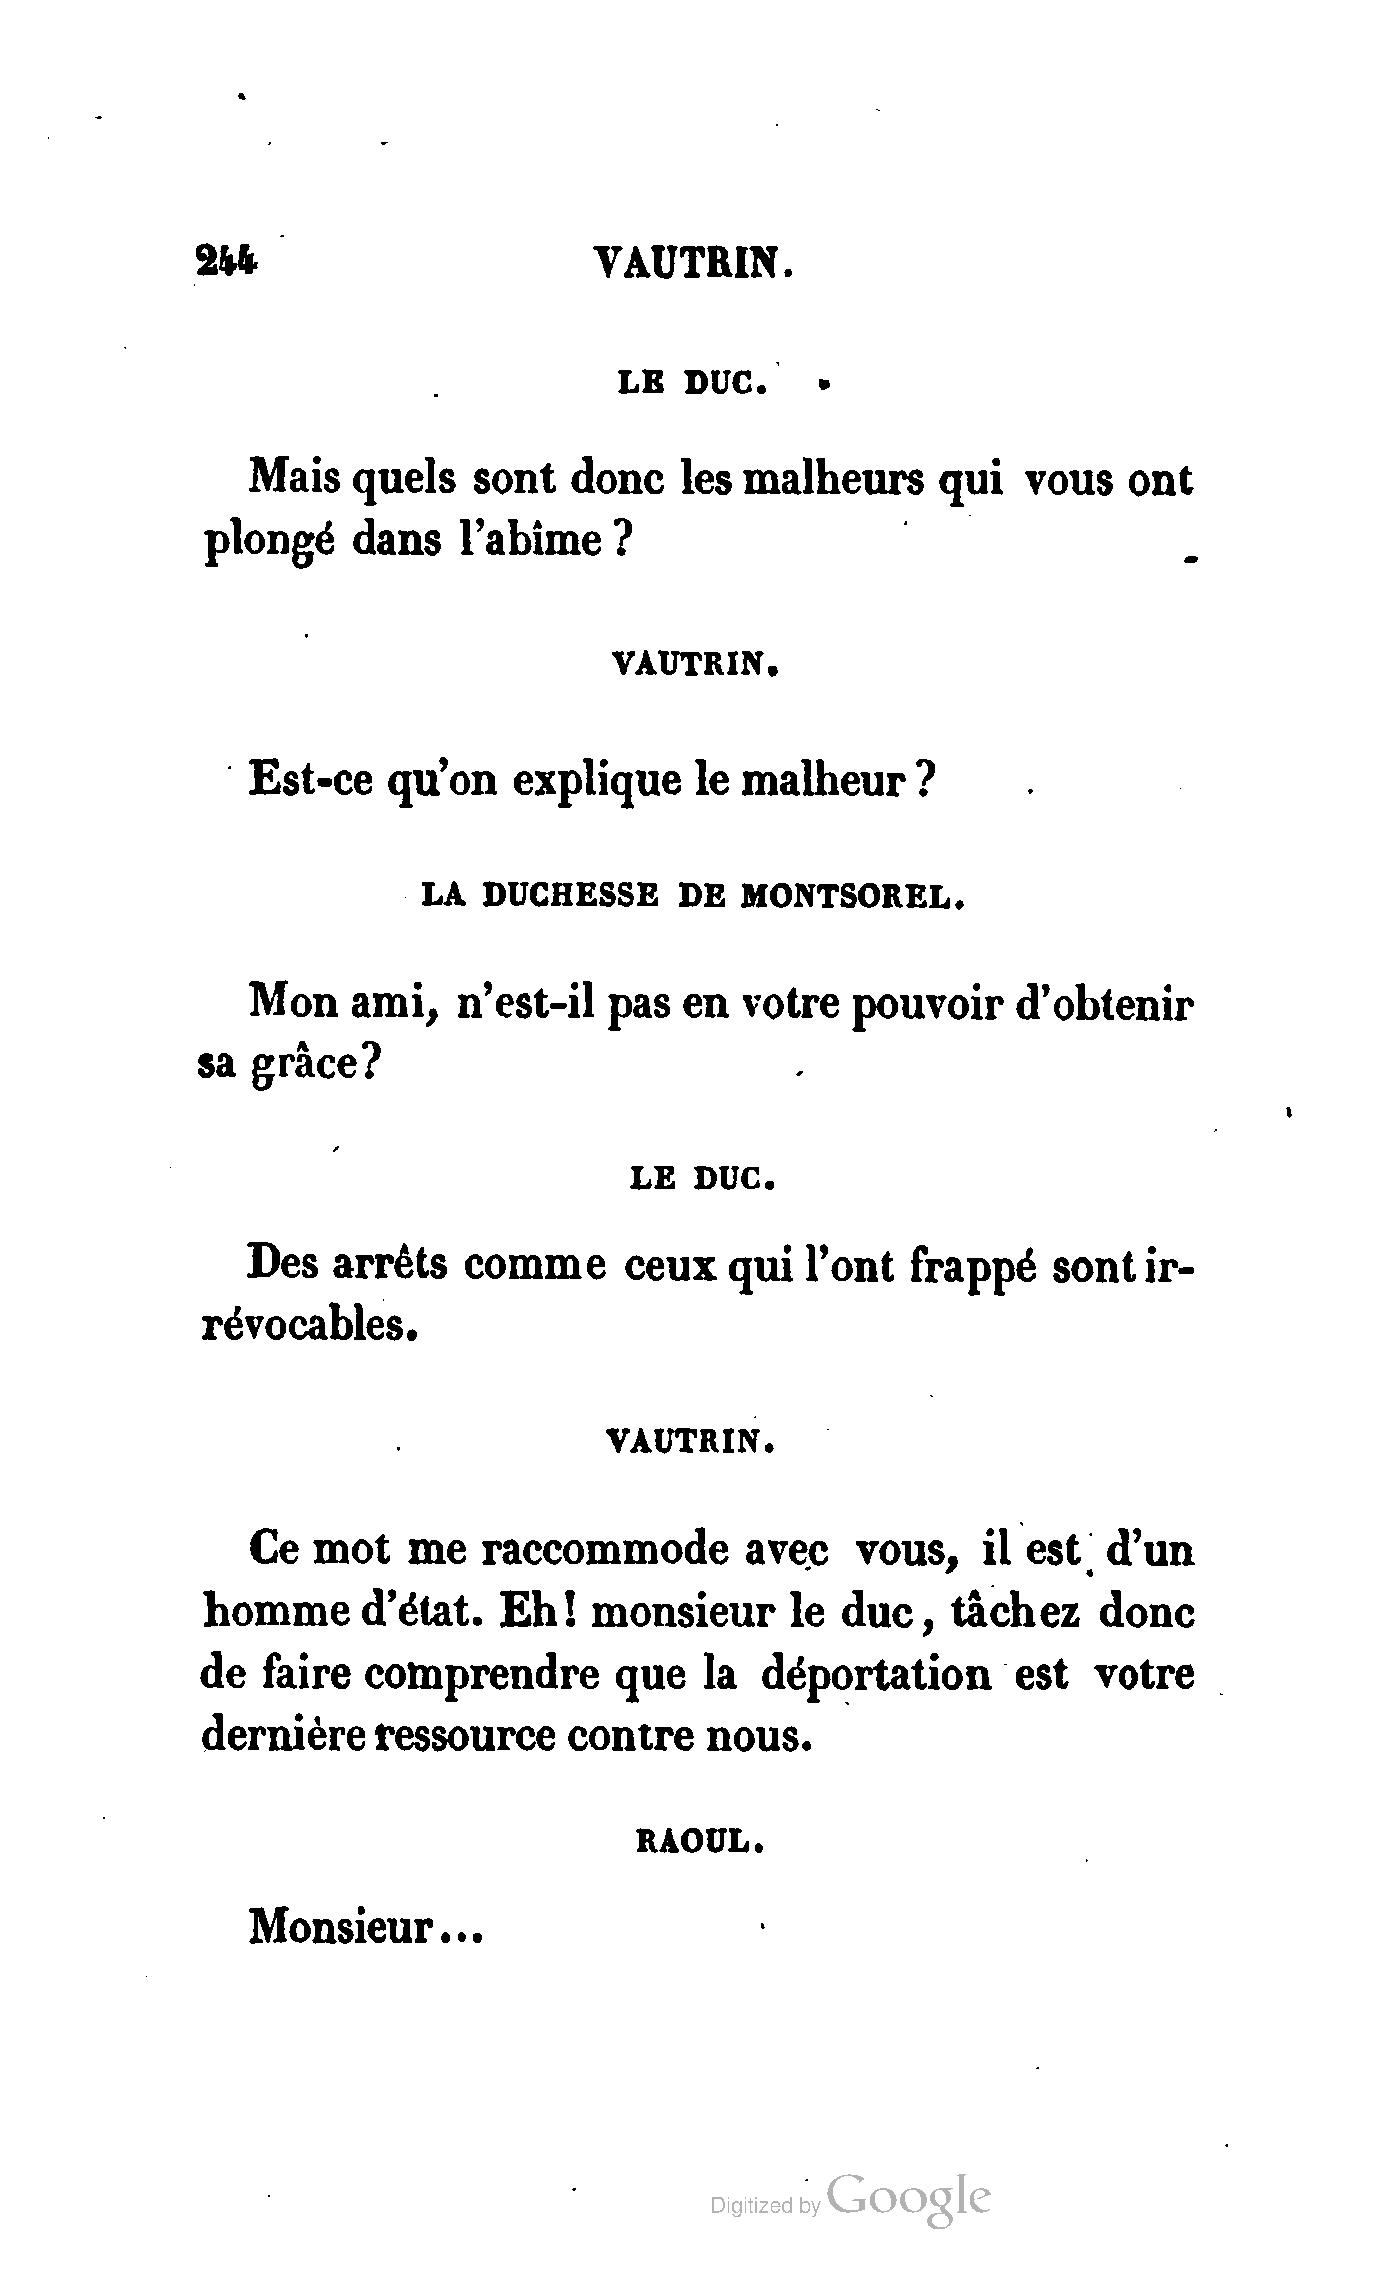 244 VAUTRIN.
LE DUC.
Mais quels sont donc les malheurs qui vous ont
plongé dans l'abîme ?
VAUTRIN.
Est-ce qu'on explique le malheur ?
LA DUCHESSE DE MONTSOREL.
Mon ami, n'est-il pas en votre pouvoir d'obtenir
sa grâce?
LE DUC.
Des arrêts comme ceux qui l'ont frappé sont ir-
révocables.
VAUTRIN.
Ce mot me raccommode avec vous, il est d'un
homme d'état. Eh! monsieur le duc, tâchez donc
de faire comprendre que la déportation est votre
dernière ressource contre nous.
RAOUL.
Monsieur...
Digitized by Google